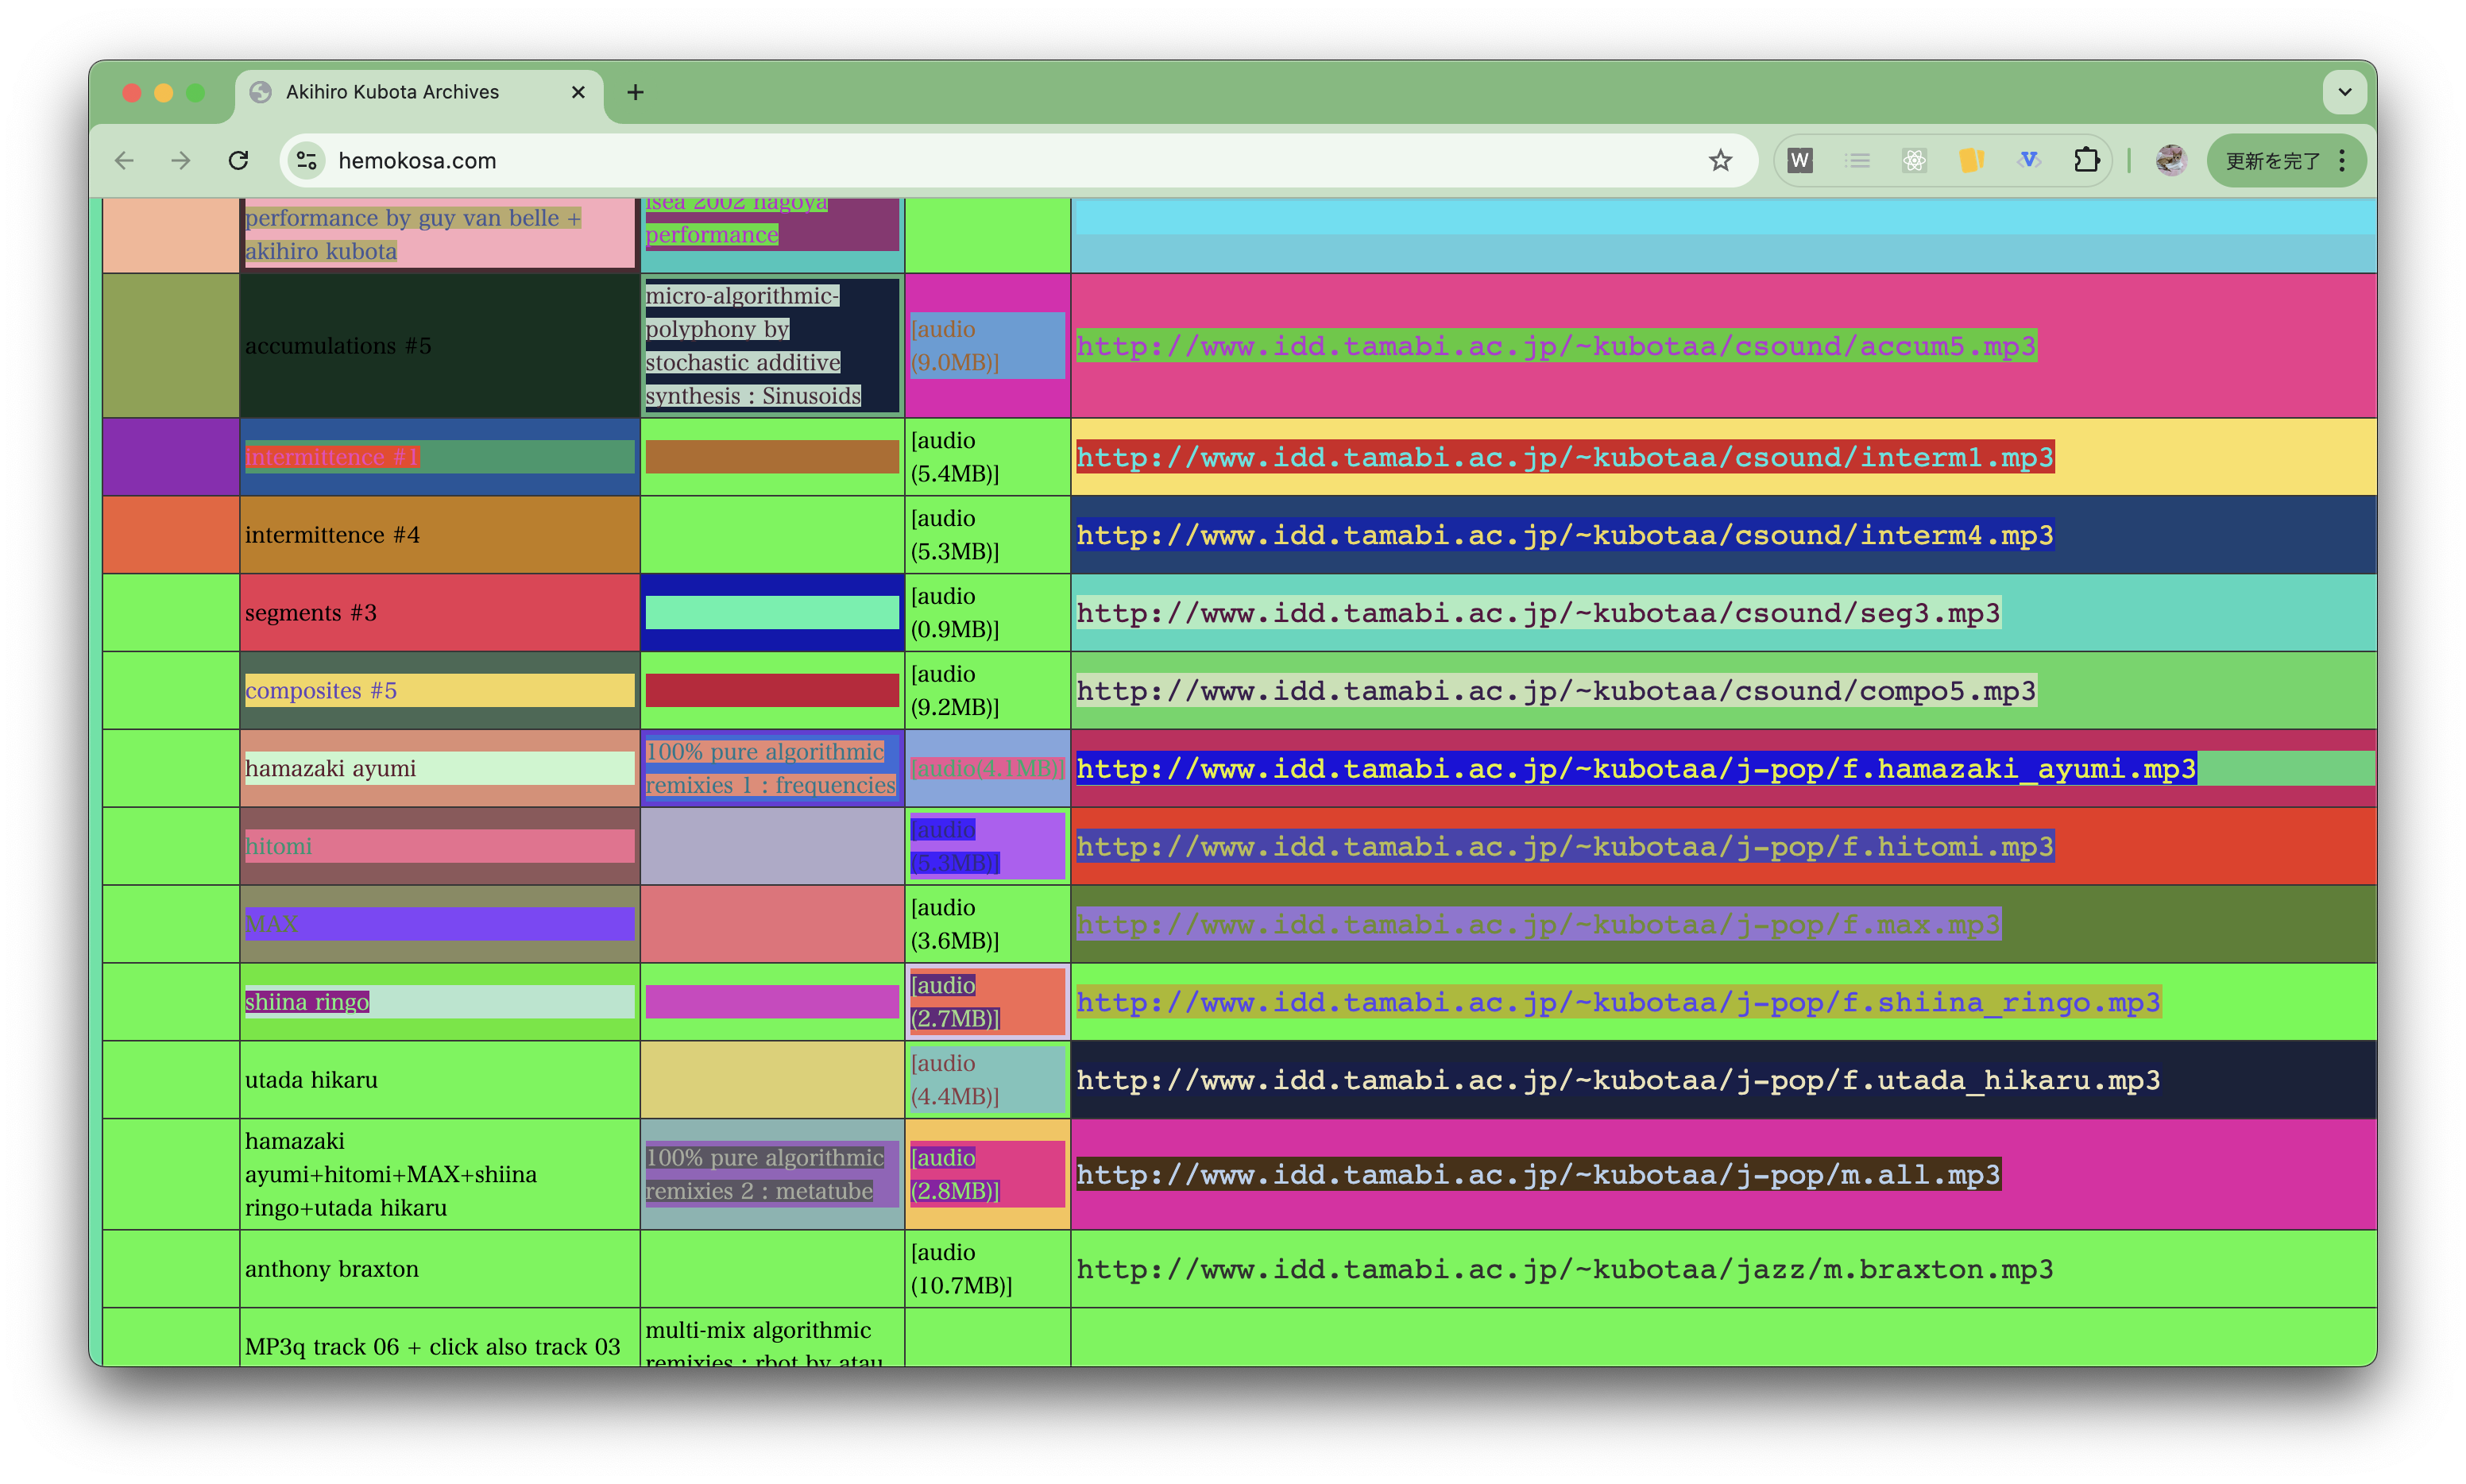 Akihiro Kubota Archives
hemokosa.com
W
更新を完了
performance by guy van belle +
akihiro kubota
isea 2002 nagoya
performance
accumulations #5
micro-algorithmic-
polyphony by
stochastic additive
synthesis : Sinusoids
[audio
(9.0MB)]
http://www.idd.tamabi.ac.jp/~kubotaa/csound/accum5.mp3
intermittence #1
[audio
(5.4MB)]
http://www.idd.tamabi.ac.jp/~kubotaa/csound/interm1.mp3
intermittence #4
[audio
(5.3MB)]
http://www.idd.tamabi.ac.jp/~kubotaa/csound/interm4.mp3
segments #3
[audio
(0.9MB)]
http://www.idd.tamabi.ac.jp/~kubotaa/csound/seg3.mp3
composites #5
[audio
(9.2MB)]
http://www.idd.tamabi.ac.jp/~kubotaa/csound/compo5.mp3
hamazaki ayumi
100% pure algorithmic
remixies 1 : frequencies
[audio(4.1MB)]
http://www.idd.tamabi.ac.jp/~kubotaa/j-pop/f.hamazaki_ayumi.mp3
hitomi
[audio
(5.3MB)]
http://www.idd.tamabi.ac.jp/~kubotaa/j-pop/f.hitomi.mp3
MAX
[audio
(3.6MB)]
http://www.idd.tamabi.ac.jp/~kubotaa/j-pop/f.max.mp3
shiina ringo
[audio
(2.7MB)]
http://www.idd.tamabi.ac.jp/~kubotaa/j-pop/f.shiina_ringo.mp3
utada hikaru
[audio
(4.4MB)]
http://www.idd.tamabi.ac.jp/~kubotaa/j-pop/f.utada_hikaru.mp3
hamazaki
ayumi+hitomi+MAX+shiina
ringo+utada hikaru
100% pure algorithmic
remixies 2 : metatube
[audio
(2.8MB)]
http://www.idd.tamabi.ac.jp/~kubotaa/j-pop/m.all.mp3
anthony braxton
[audio
(10.7MB)]
http://www.idd.tamabi.ac.jp/~kubotaa/jazz/m.braxton.mp3
MP3q track 06 + click also track 03
multi-mix algorithmic
remixies : rbot by atau